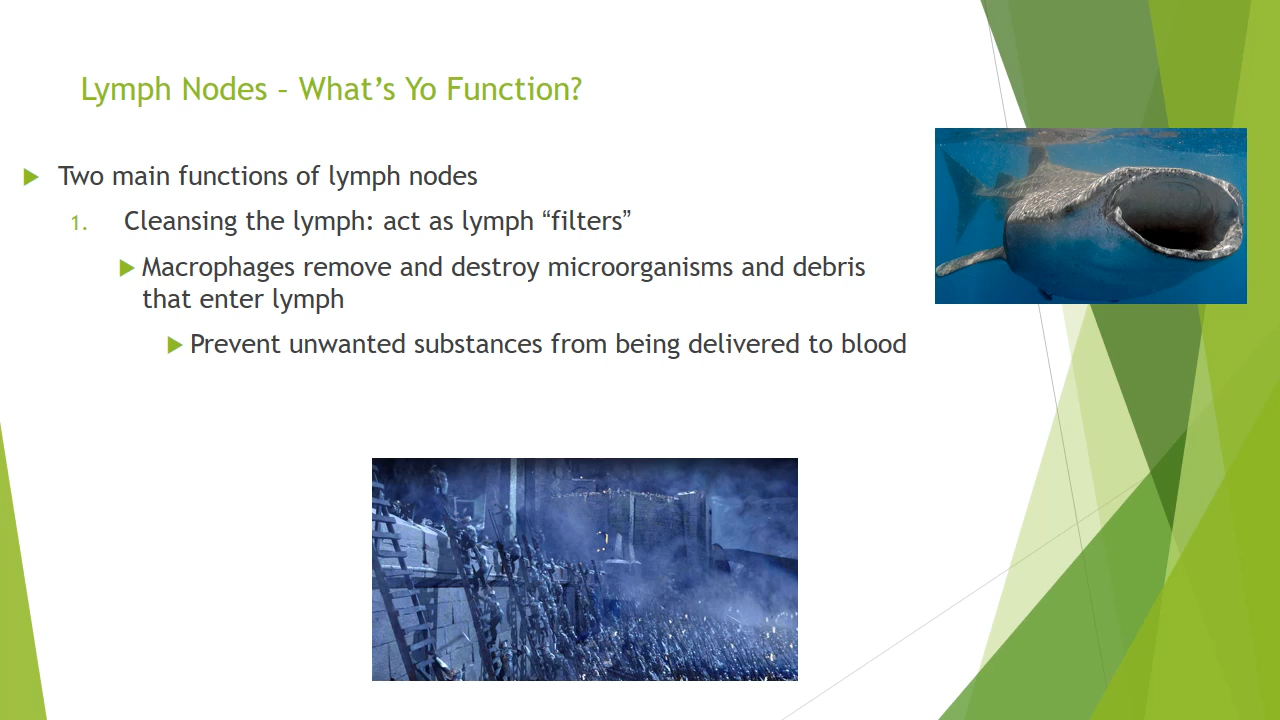 Lymph Nodes – What’s Yo Function?
Two main functions of lymph nodes
1. Cleansing the lymph: act as lymph “filters”
Macrophages remove and destroy microorganisms and debris
that enter lymph
Prevent unwanted substances from being delivered to blood